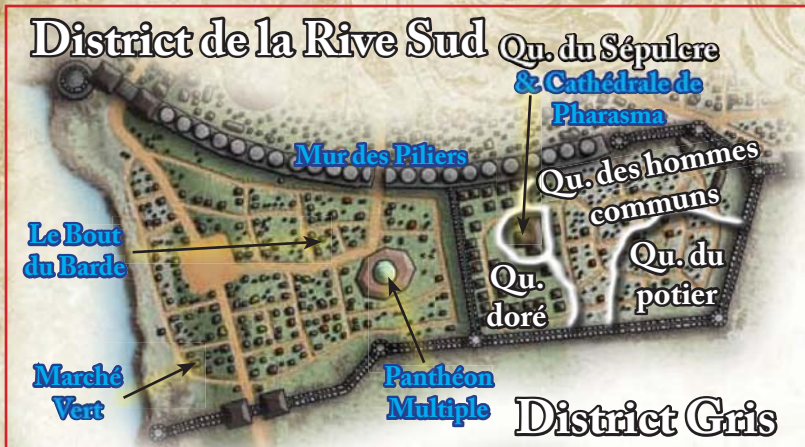 District de la Rive Sud
Qu. du Sépulcre
& Cathédrale de
Pharasma
Mur des Piliers
Qu. des hommes
communs
Le Bout
du Barde
Qu.
doré
Qu. du
potier
Marché
Vert
Panthéon
Multiple
District Gris